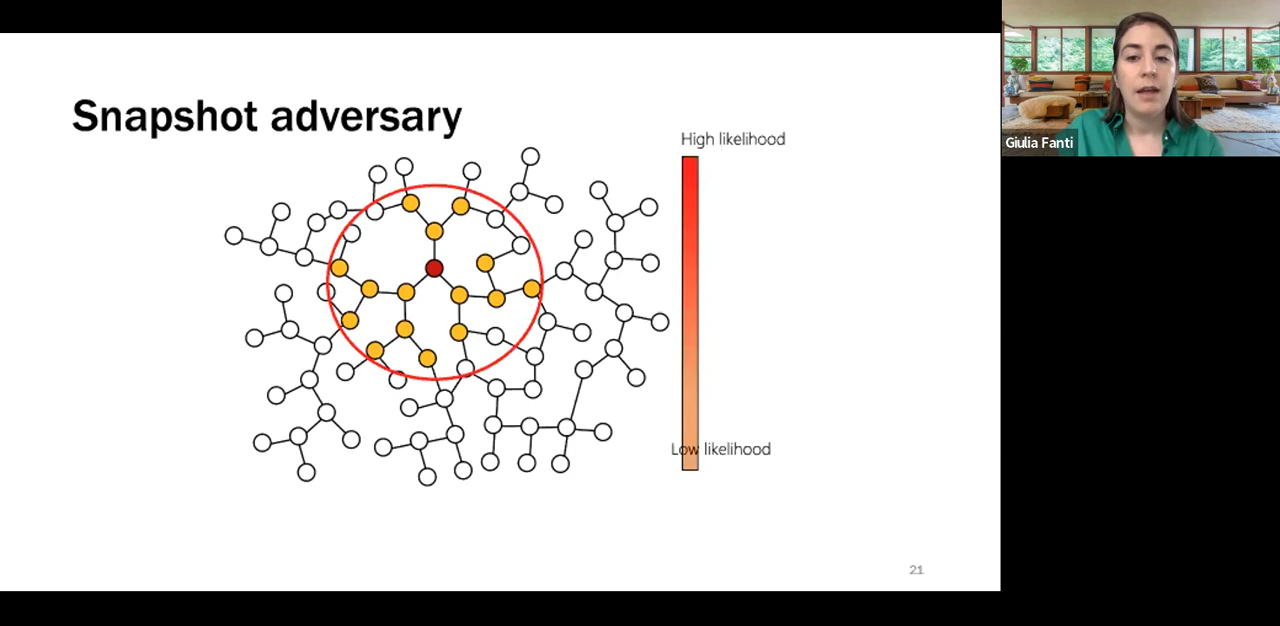 Snapshot adversary
High likelihood
Low likelihood
21
Giulia Fanti